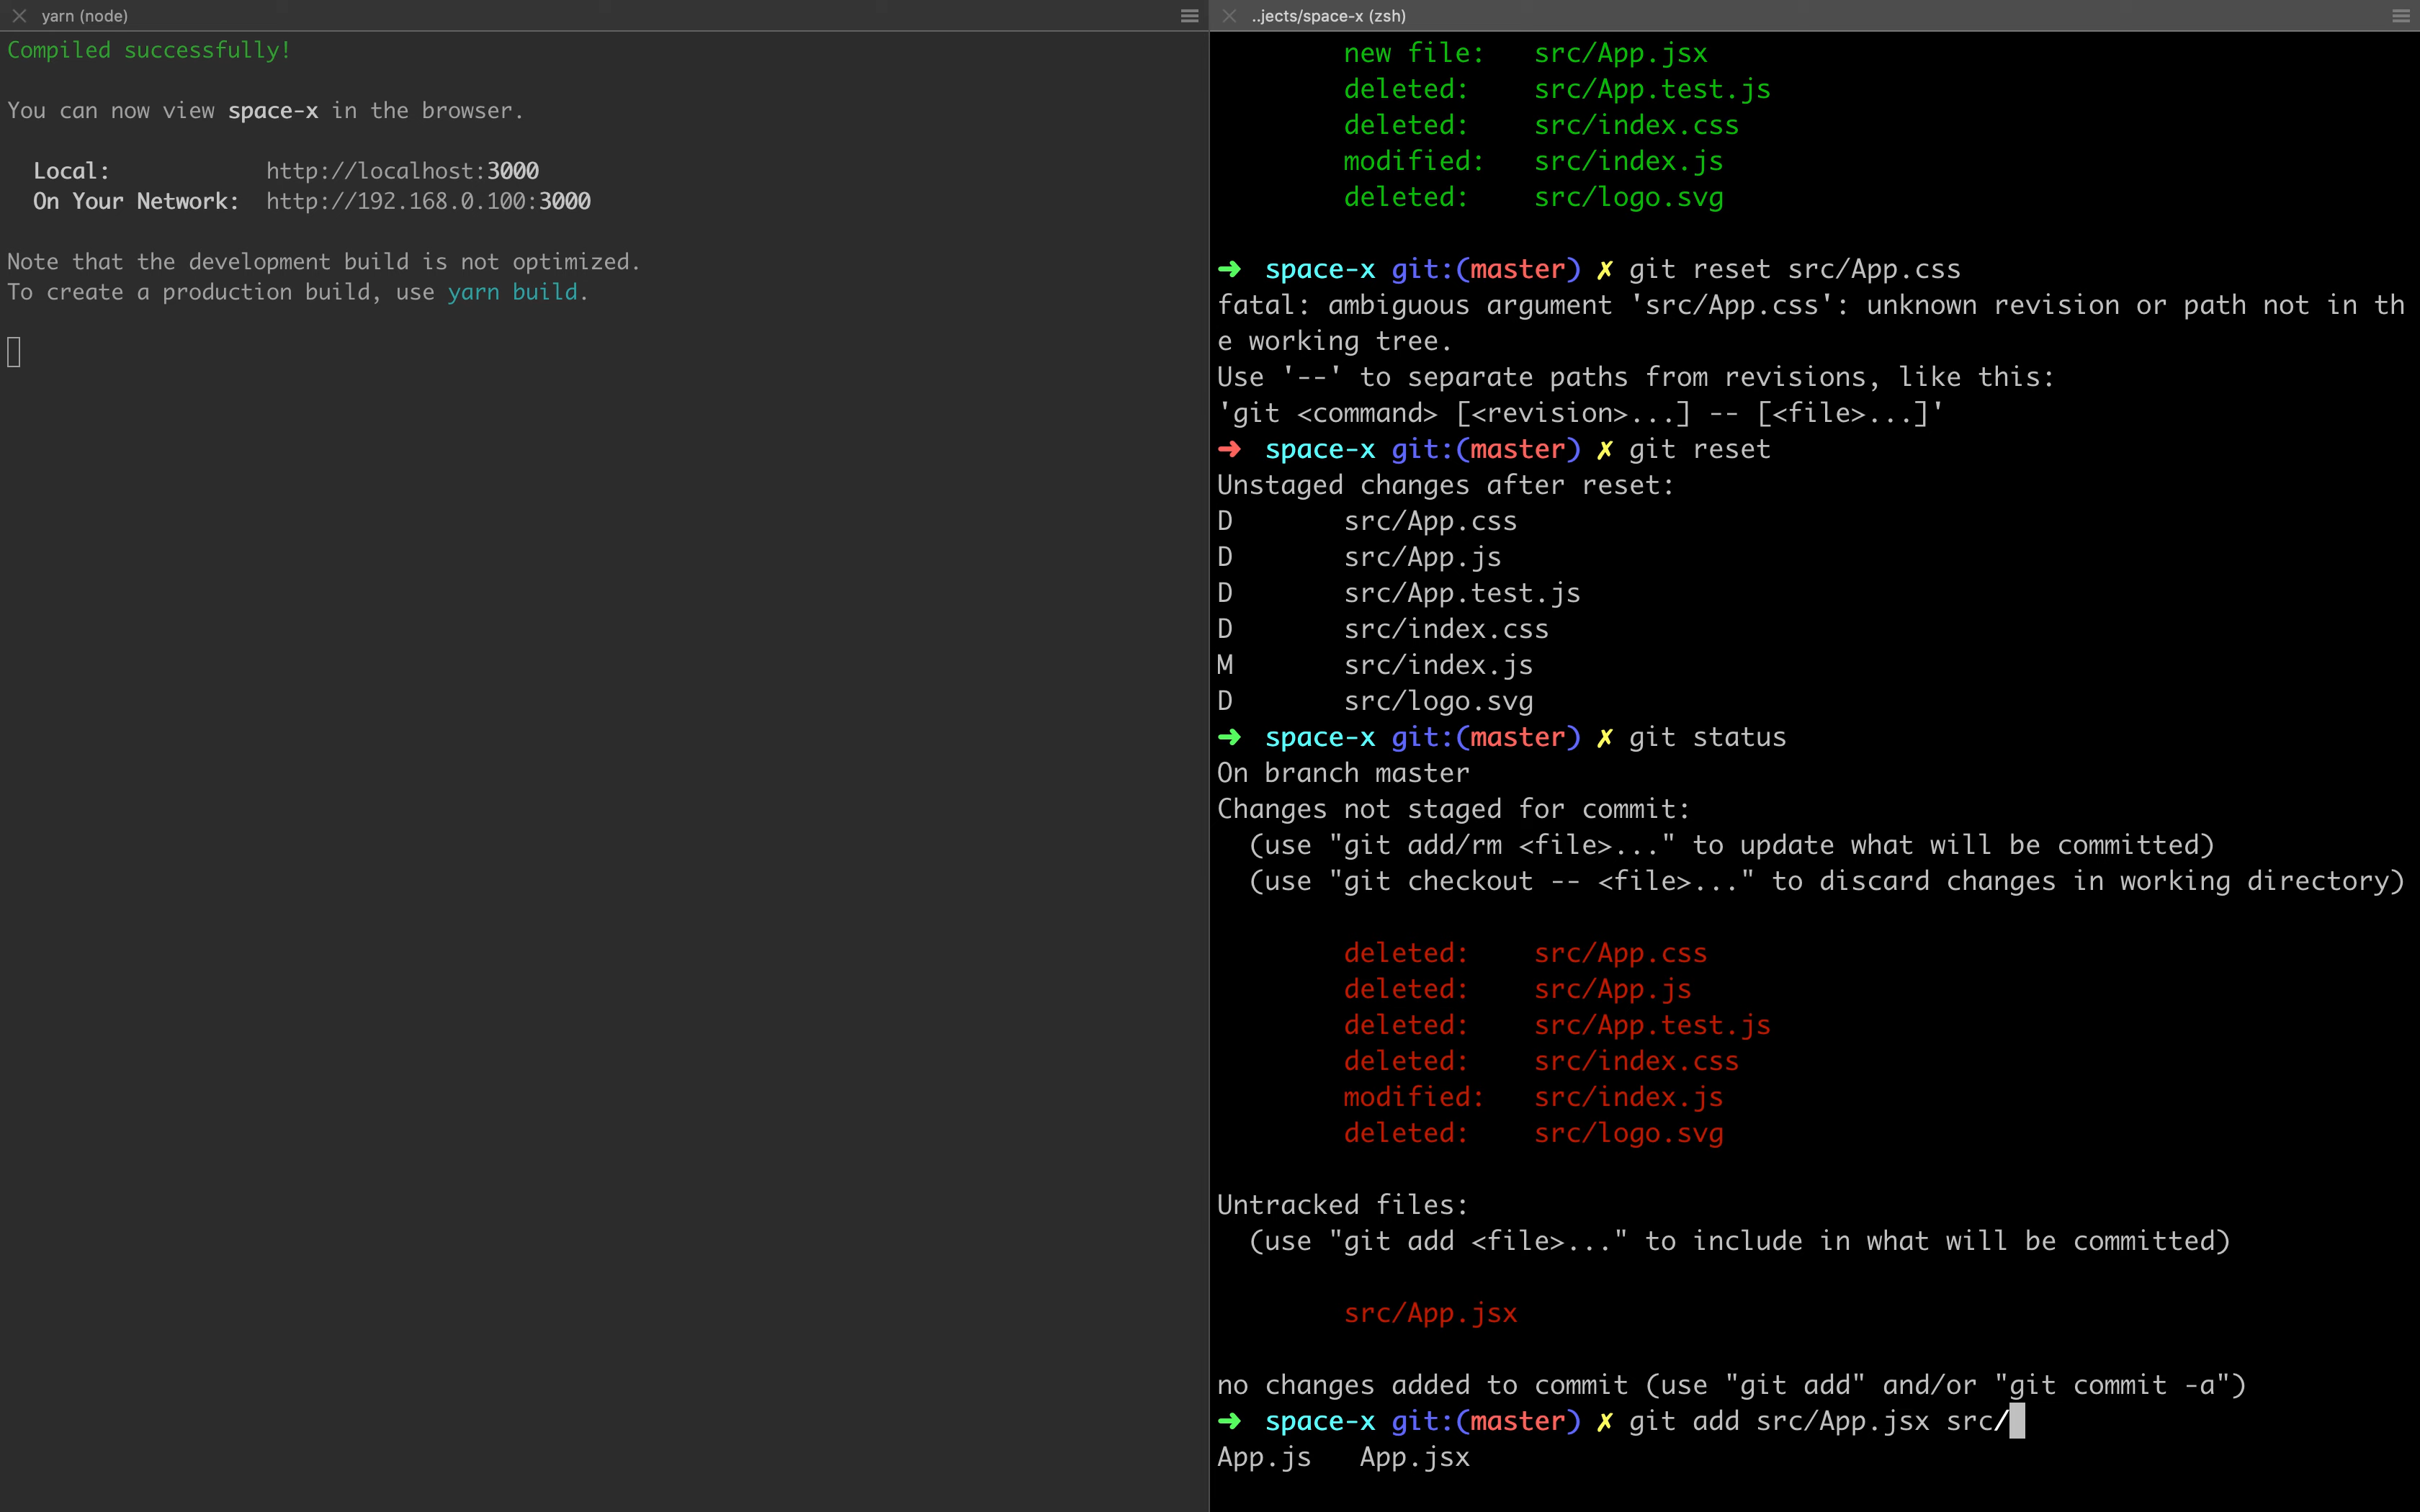 yarn (node)
Compiled successfully!
You can now view space-x in the browser.
Local: http://localhost:3000
On Your Network: http://192.168.0.100:3000
Note that the development build is not optimized.
To create a production build, use yarn build.
..jects/space-x (zsh)
new file: src/App.jsx
deleted: src/App.test.js
deleted: src/index.css
modified: src/index.js
deleted: src/logo.svg
➜ space-x git:(master) ✗ git reset src/App.css
fatal: ambiguous argument 'src/App.css': unknown revision or path not in th
e working tree.
Use '--' to separate paths from revisions, like this:
'git <command> [<revision>...] -- [<file>...]'
➜ space-x git:(master) ✗ git reset
Unstaged changes after reset:
D src/App.css
D src/App.js
D src/App.test.js
D src/index.css
M src/index.js
D src/logo.svg
➜ space-x git:(master) ✗ git status
On branch master
Changes not staged for commit:
(use "git add/rm <file>..." to update what will be committed)
(use "git checkout -- <file>..." to discard changes in working directory)
deleted: src/App.css
deleted: src/App.js
deleted: src/App.test.js
deleted: src/index.css
modified: src/index.js
deleted: src/logo.svg
Untracked files:
(use "git add <file>..." to include in what will be committed)
src/App.jsx
no changes added to commit (use "git add" and/or "git commit -a")
➜ space-x git:(master) ✗ git add src/App.jsx src/
App.js App.jsx